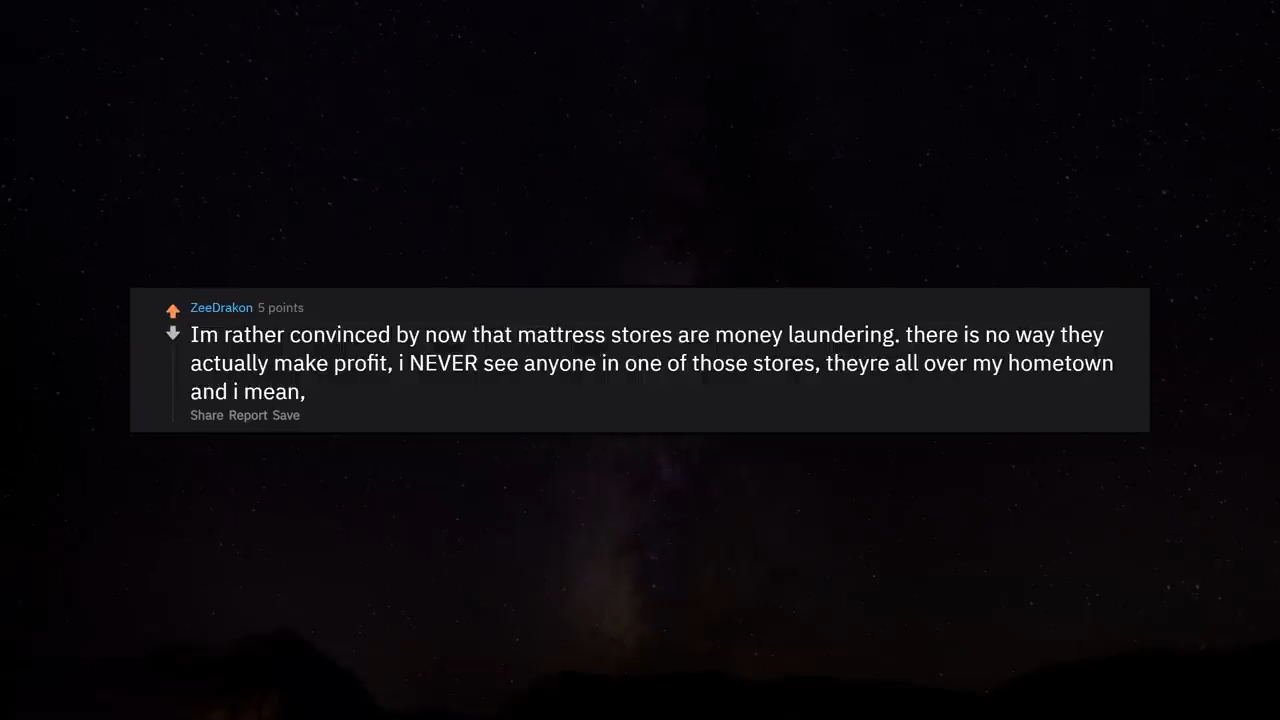 ZeeDrakon 5 points
Im rather convinced by now that mattress stores are money laundering. there is no way they
actually make profit, i NEVER see anyone in one of those stores, theyre all over my hometown
and i mean,
Share Report Save